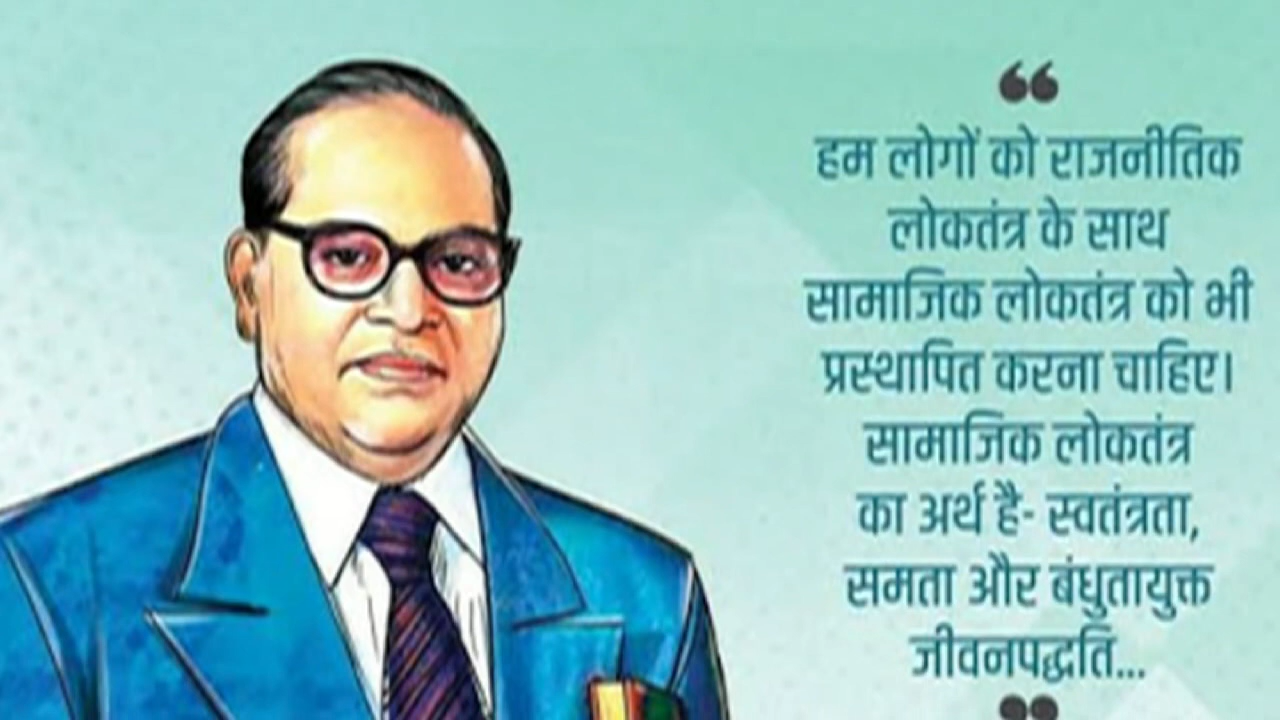 हम लोगों को राजनीतिक
लोकतंत्र के साथ
सामाजिक लोकतंत्र को भी
प्रस्थापित करना चाहिए।
सामाजिक लोकतंत्र
का अर्थ है- स्वतंत्रता,
समता और बंधुतायुक्त
जीवनपद्धति...